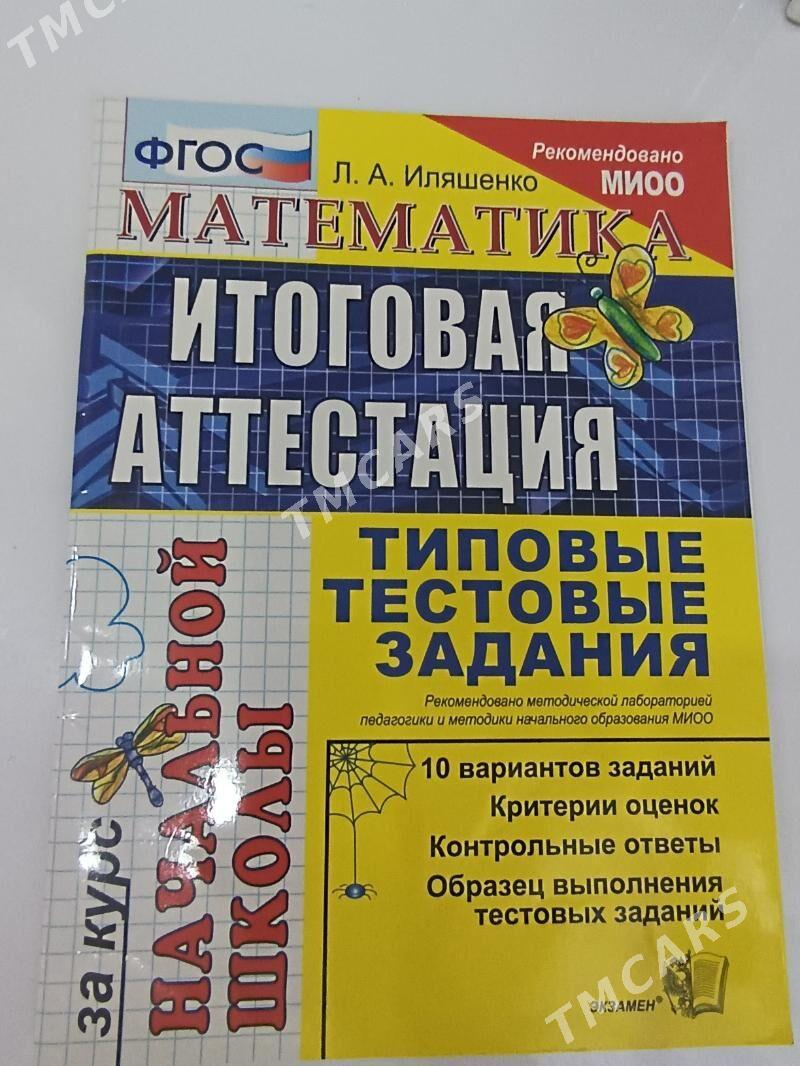 TMCARS
ФГОС
Л. А. Иляшенко
Рекомендовано
МИОО
МАТЕМАТИКА
ИТОГОВАЯ
АТТЕСТАЦИЯ
TMCARS
за курс
НАЧАЛЬНОЙ
ШКОЛЫ
ТИПОВЫЕ
ТЕСТОВЫЕ
ЗАДАНИЯ
Рекомендовано методической лабораторией
педагогики и методики начального образования МИОО
10 вариантов заданий
Критерии оценок
Контрольные ответы
Образец выполнения
тестовых заданий
ЭКЗАМЕН®
TMCARS